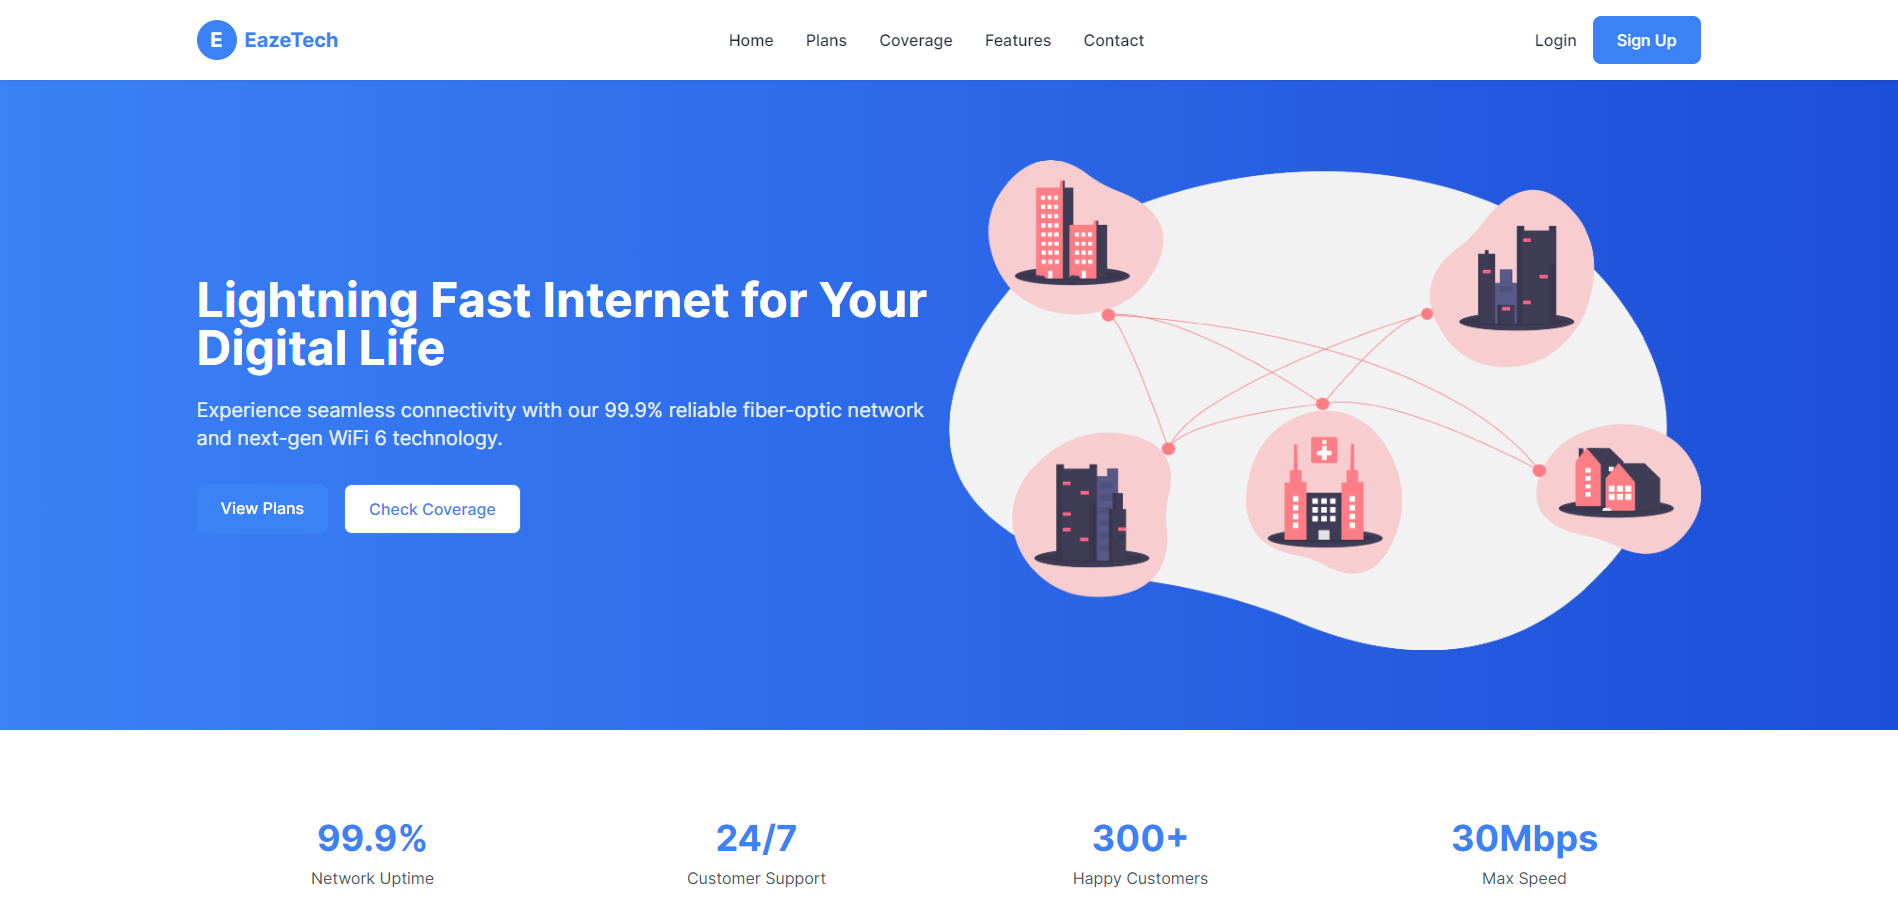 E EazeTech
Home Plans Coverage Features Contact
Login Sign Up
Lightning Fast Internet for Your
Digital Life
Experience seamless connectivity with our 99.9% reliable fiber-optic network
and next-gen WiFi 6 technology.
View Plans Check Coverage
99.9%
Network Uptime
24/7
Customer Support
300+
Happy Customers
30Mbps
Max Speed